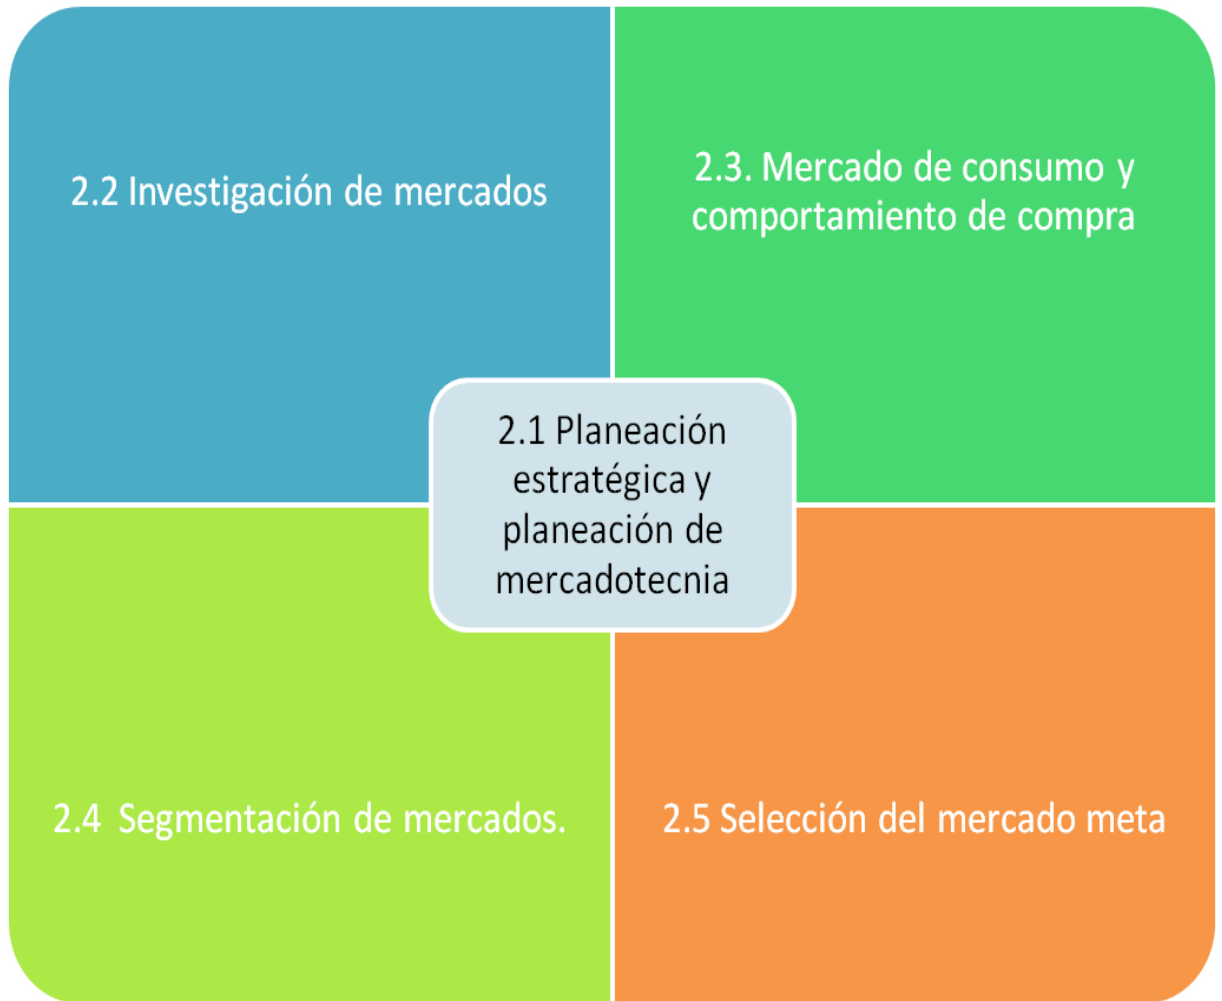 2.2 Investigación de mercados
2.3. Mercado de consumo y
comportamiento de compra
2.1 Planeación
estratégica y
planeación de
mercadotecnia
2.4 Segmentación de mercados.
2.5 Selección del mercado meta